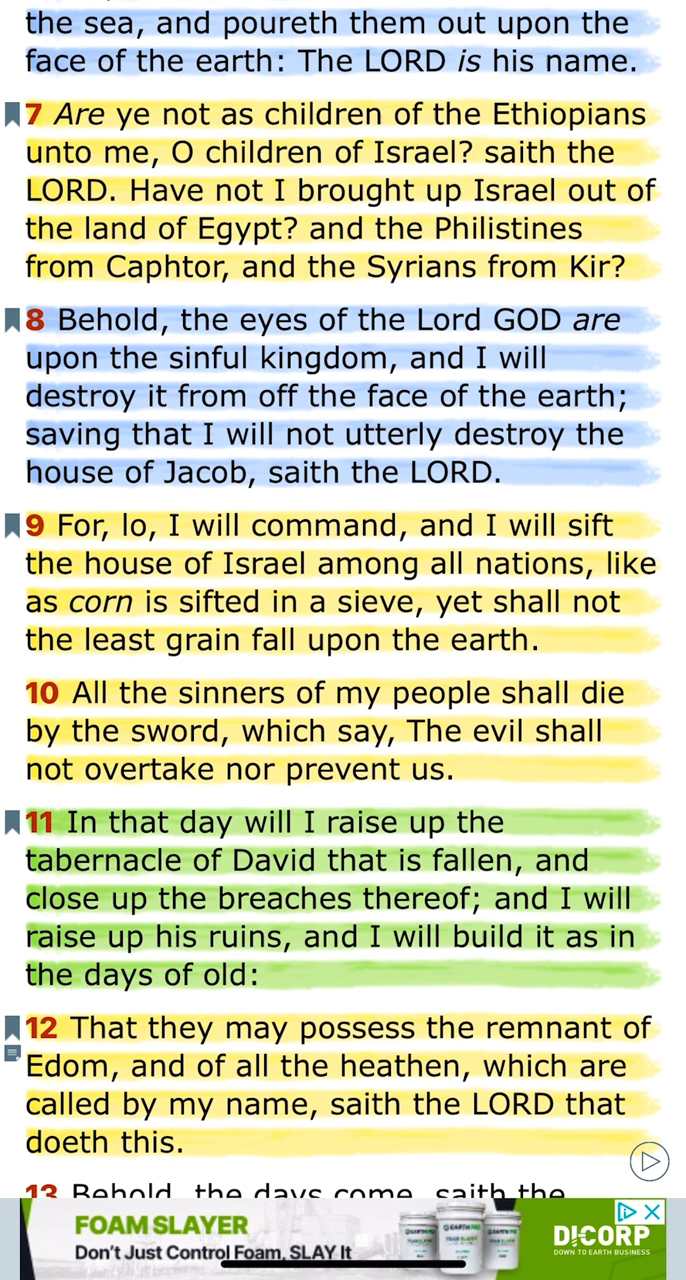 the sea, and poureth them out upon the
face of the earth: The LORD is his name.
7 Are ye not as children of the Ethiopians
unto me, O children of Israel? saith the
LORD. Have not I brought up Israel out of
the land of Egypt? and the Philistines
from Caphtor, and the Syrians from Kir?
8 Behold, the eyes of the Lord GOD are
upon the sinful kingdom, and I will
destroy it from off the face of the earth;
saving that I will not utterly destroy the
house of Jacob, saith the LORD.
9 For, lo, I will command, and I will sift
the house of Israel among all nations, like
as corn is sifted in a sieve, yet shall not
the least grain fall upon the earth.
10 All the sinners of my people shall die
by the sword, which say, The evil shall
not overtake nor prevent us.
11 In that day will I raise up the
tabernacle of David that is fallen, and
close up the breaches thereof; and I will
raise up his ruins, and I will build it as in
the days of old:
12 That they may possess the remnant of
Edom, and of all the heathen, which are
called by my name, saith the LORD that
doeth this.
13 Behold, the days come, saith the
FOAM SLAYER
Don't Just Control Foam, SLAY It
DICORP
DOWN TO EARTH BUSINESS